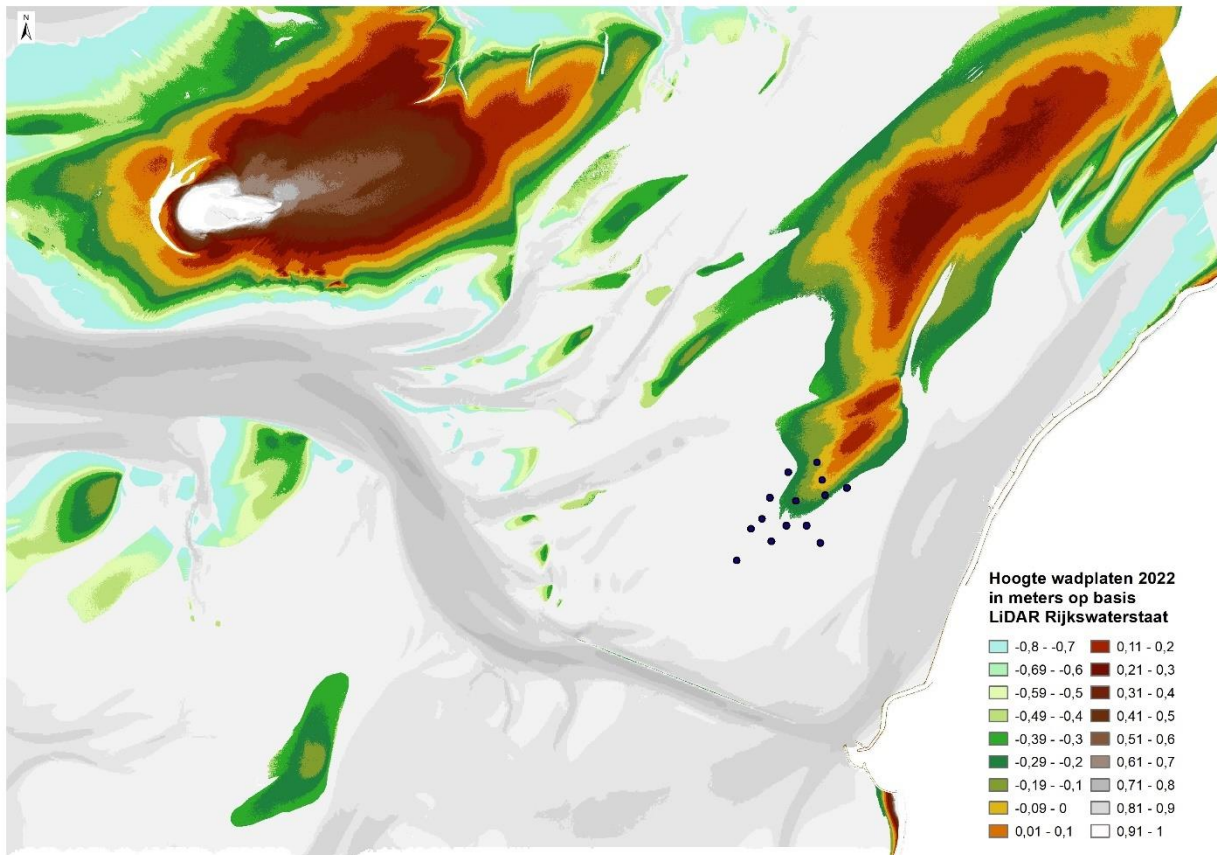 N
Hoogte wadplaten 2022
in meters op basis
LiDAR Rijkswaterstaat
-0,8 - -0,7 0,11 - 0,2
-0,69 - -0,6 0,21 - 0,3
-0,59 - -0,5 0,31 - 0,4
-0,49 - -0,4 0,41 - 0,5
-0,39 - -0,3 0,51 - 0,6
-0,29 - -0,2 0,61 - 0,7
-0,19 - -0,1 0,71 - 0,8
-0,09 - 0 0,81 - 0,9
0,01 - 0,1 0,91 - 1